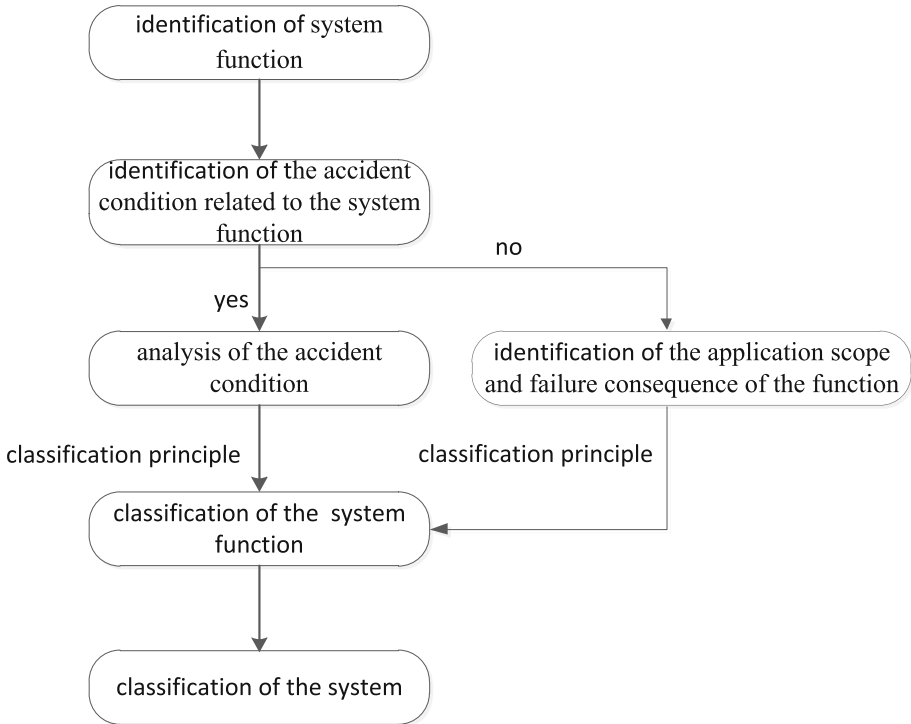 identification of system
function
identification of the accident
condition related to the system
function
no
yes
analysis of the accident
condition
identification of the application scope
and failure consequence of the function
classification principle
classification principle
classification of the system
function
classification of the system